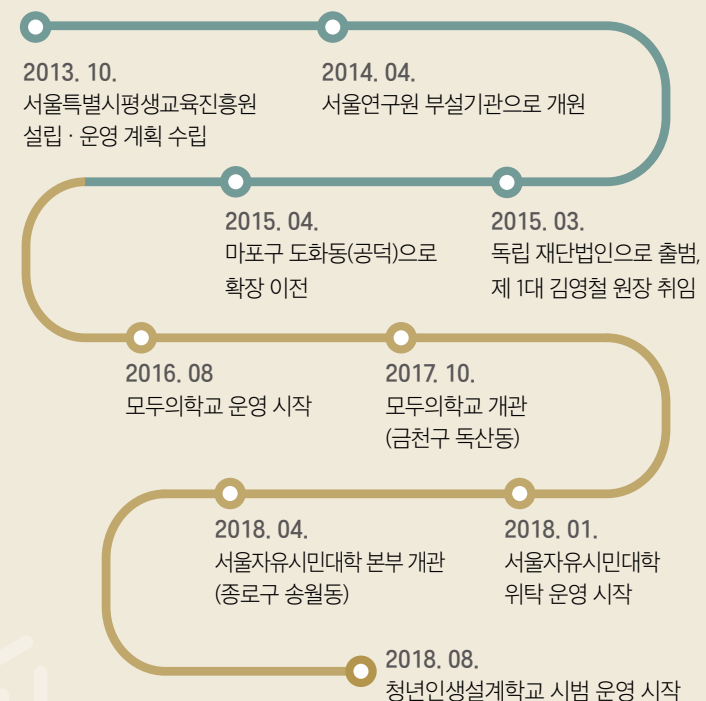 2013. 10.
서울특별시평생교육진흥원
설립 · 운영 계획 수립
2014. 04.
서울연구원 부설기관으로 개원
2015. 03.
독립 재단법인으로 출범,
제 1대 김영철 원장 취임
2015. 04.
마포구 도화동(공덕)으로
확장 이전
2016. 08
모두의학교 운영 시작
2017. 10.
모두의학교 개관
(금천구 독산동)
2018. 01.
서울자유시민대학
위탁 운영 시작
2018. 04.
서울자유시민대학 본부 개관
(종로구 송월동)
2018. 08.
청년인생설계학교 시범 운영 시작